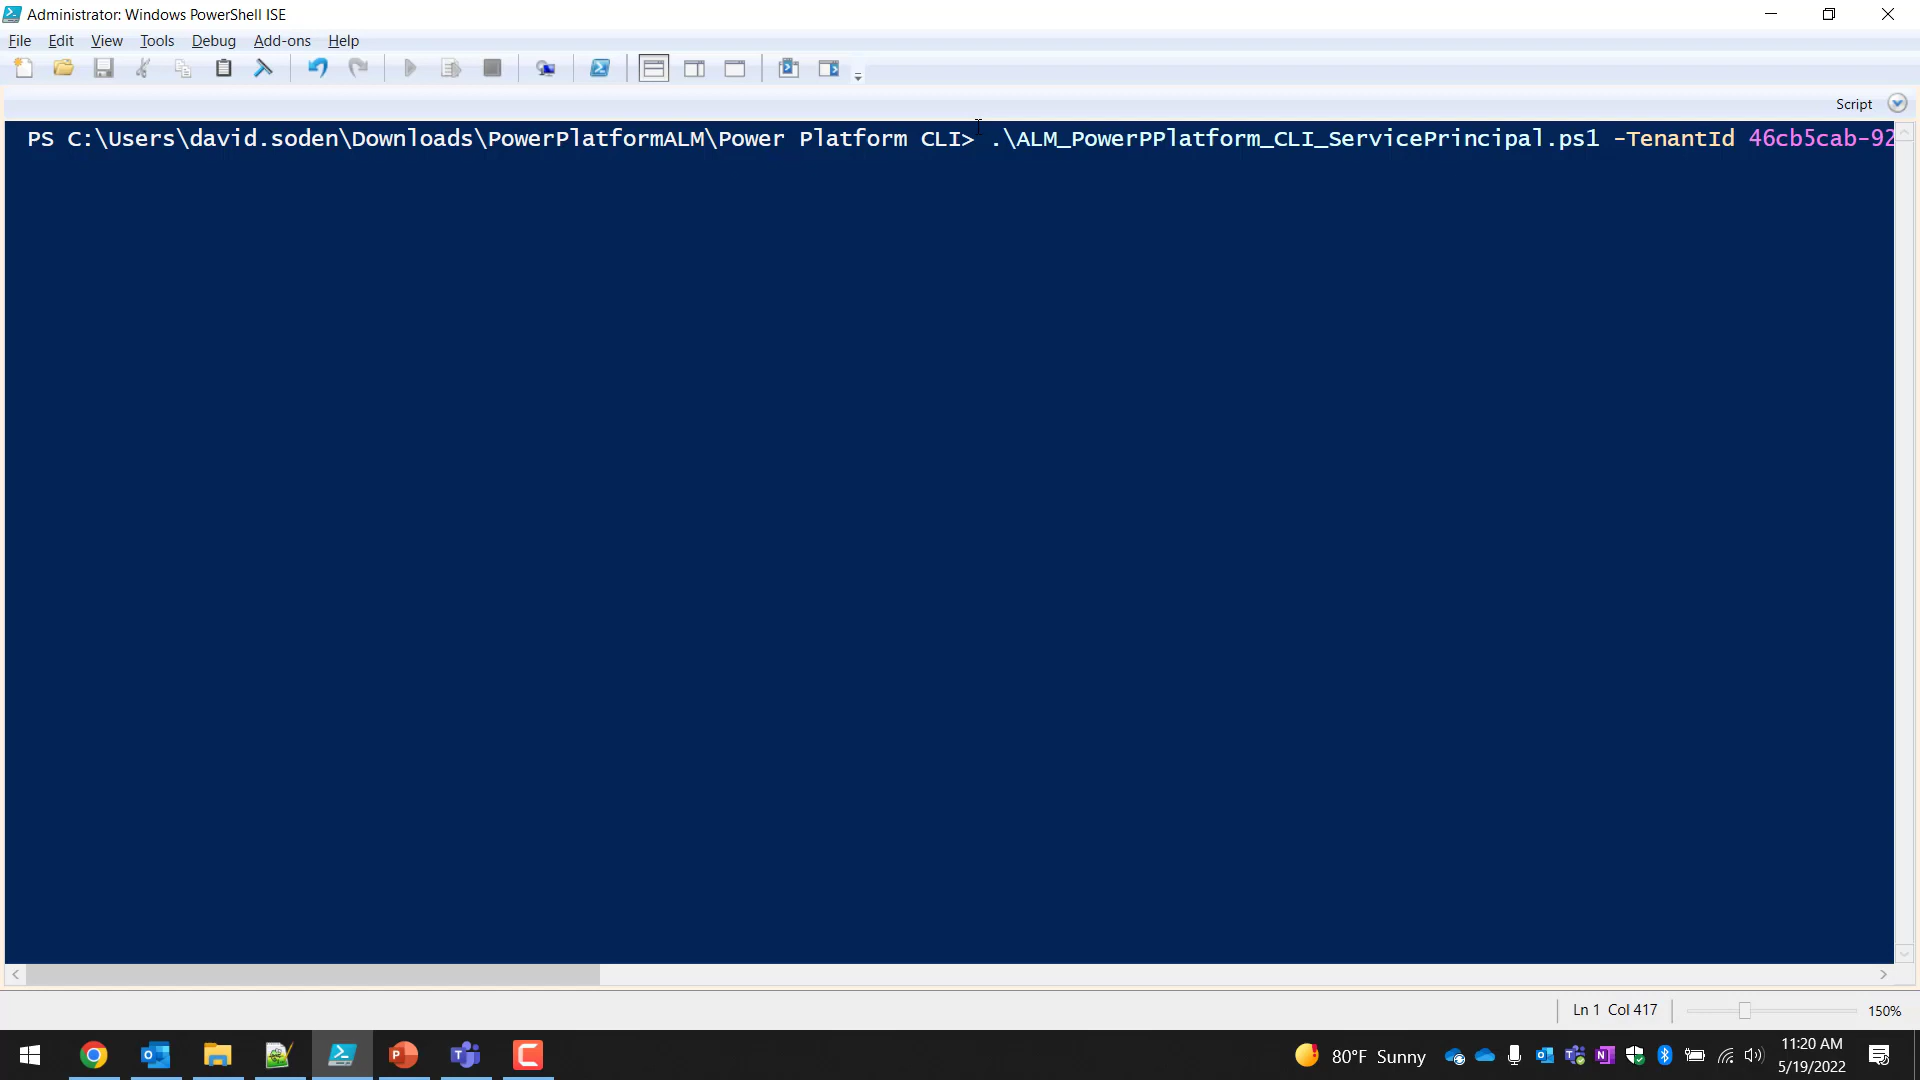 Administrator: Windows PowerShell ISE
File Edit View Tools Debug Add-ons Help
Script
PS C:\Users\david.soden\Downloads\PowerPlatformALM\Power Platform CLI> .\ALM_PowerPPlatform_CLI_ServicePrincipal.ps1 -TenantId 46cb5cab-92
Ln 1 Col 417
150%
80°F Sunny
11:20 AM
5/19/2022